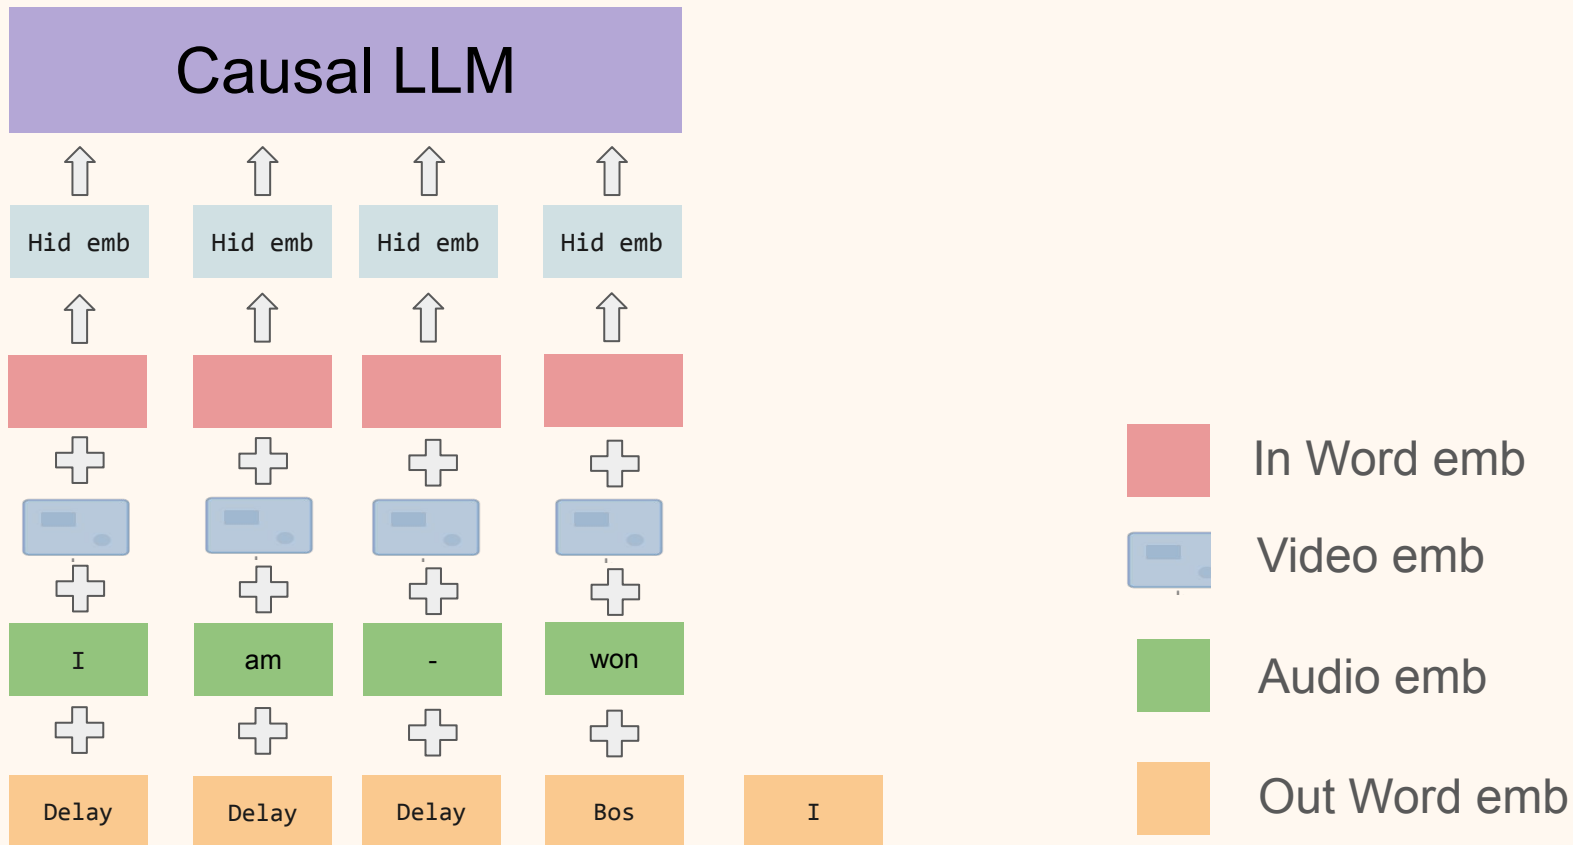 Causal LLM
Hid emb Hid emb Hid emb Hid emb
In Word emb
Video emb
I am - won
Audio emb
Delay Delay Delay Bos I
Out Word emb